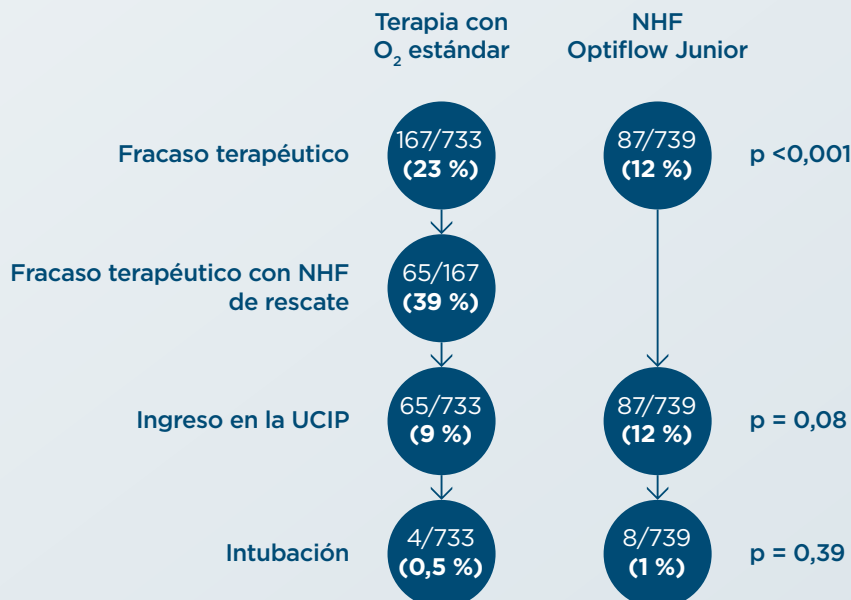 Terapia con
O₂ estándar
NHF
Optiflow Junior
Fracaso terapéutico
167/733
(23 %)
87/739
(12 %)
p <0,001
Fracaso terapéutico con NHF
de rescate
65/167
(39 %)
Ingreso en la UCIP
65/733
(9 %)
87/739
(12 %)
p = 0,08
Intubación
4/733
(0,5 %)
8/739
(1 %)
p = 0,39